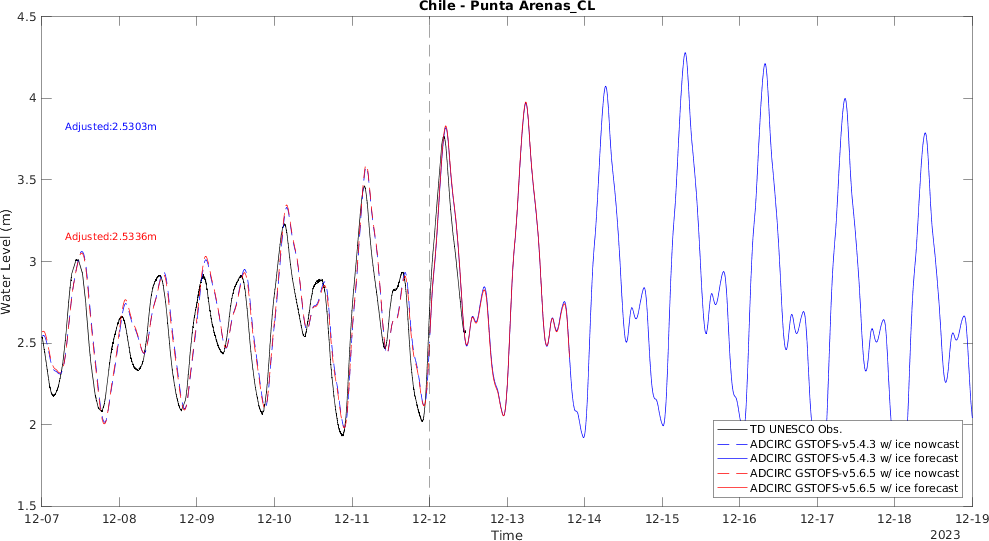 Chile - Punta Arenas_CL
Water Level (m)
4.5
4
3.5
3
2.5
2
1.5
Adjusted:2.5303m
Adjusted:2.5336m
TD UNESCO Obs.
ADCIRC GSTOFS-v5.4.3 w/ ice nowcast
ADCIRC GSTOFS-v5.4.3 w/ ice forecast
ADCIRC GSTOFS-v5.6.5 w/ ice nowcast
ADCIRC GSTOFS-v5.6.5 w/ ice forecast
12-07 12-08 12-09 12-10 12-11 12-12 12-13 12-14 12-15 12-16 12-17 12-18 12-19
Time
2023